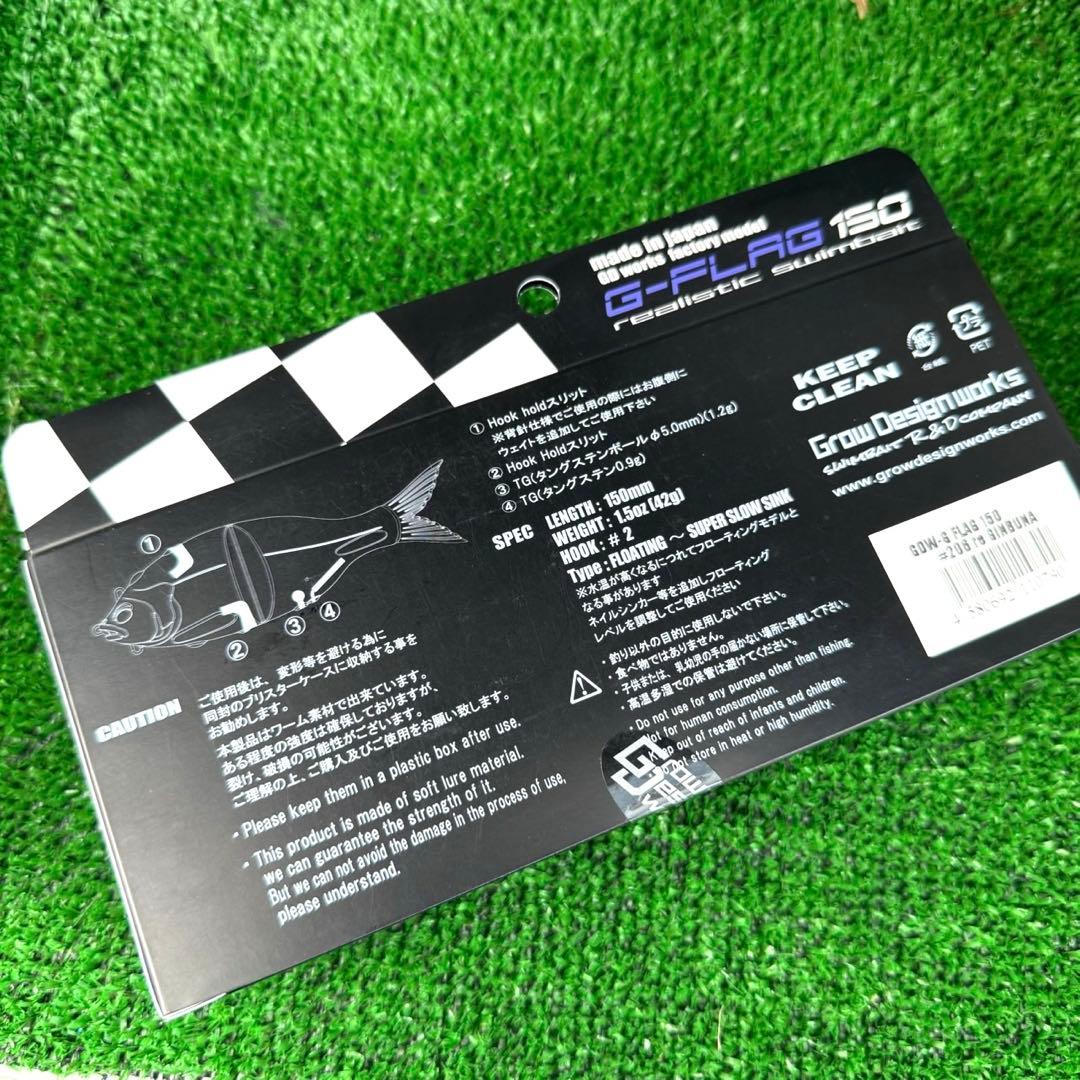 made in japan
GD works factory model
G-FLAG 150
realistic swimbait
KEEP
CLEAN
PET
Grow Design works
SWIMBAIT R&D COMPANY
www.growdesignworks.com
GDW-G FLAG 150
① Hook holdスリット
※背針仕様でご使用の際にはお腹側に
ウェイトを追加してご使用下さい
② Hook Holdスリット
③ TG(タングステンボールφ5.0mm)(1.2g)
④ TG(タングステン0.9g)
SPEC
LENGTH : 150mm
WEIGHT : 1.5oz (42g)
HOOK : # 2
Type : FLOATING ～ SUPER SLOW SINK
※水温が高くなるにつれてフローティングモデルと
なる事があります
ネイルシンカー等を追加しフローティング
レベルを調整してご使用ください
①
②
③
④
CAUTION
ご使用後は、変形等を避ける為に
同封のブリスターケースに収納する事を
お勧めします。
本製品はワーム素材で出来ています。
ある程度の強度は確保しておりますが、
裂け、破損の可能性がございます。
ご理解の上、ご購入及びご使用をお願い致します。
・Please keep them in a plastic box after use.
・This product is made of soft lure material.
we can guarantee the strength of it.
But we can not avoid the damage in the process of use,
please understand.
・釣り以外の目的に使用しないで下さい。
食べ物ではありません。
・子供または、乳幼児の手の届かない場所に保管して下さい。
・高温多湿での保管は避けてください。
・Do not use for any purpose other than fishing.
・Not for human consumption.
・Keep out of reach of infants and children.
・Do not store in heat or high humidity.